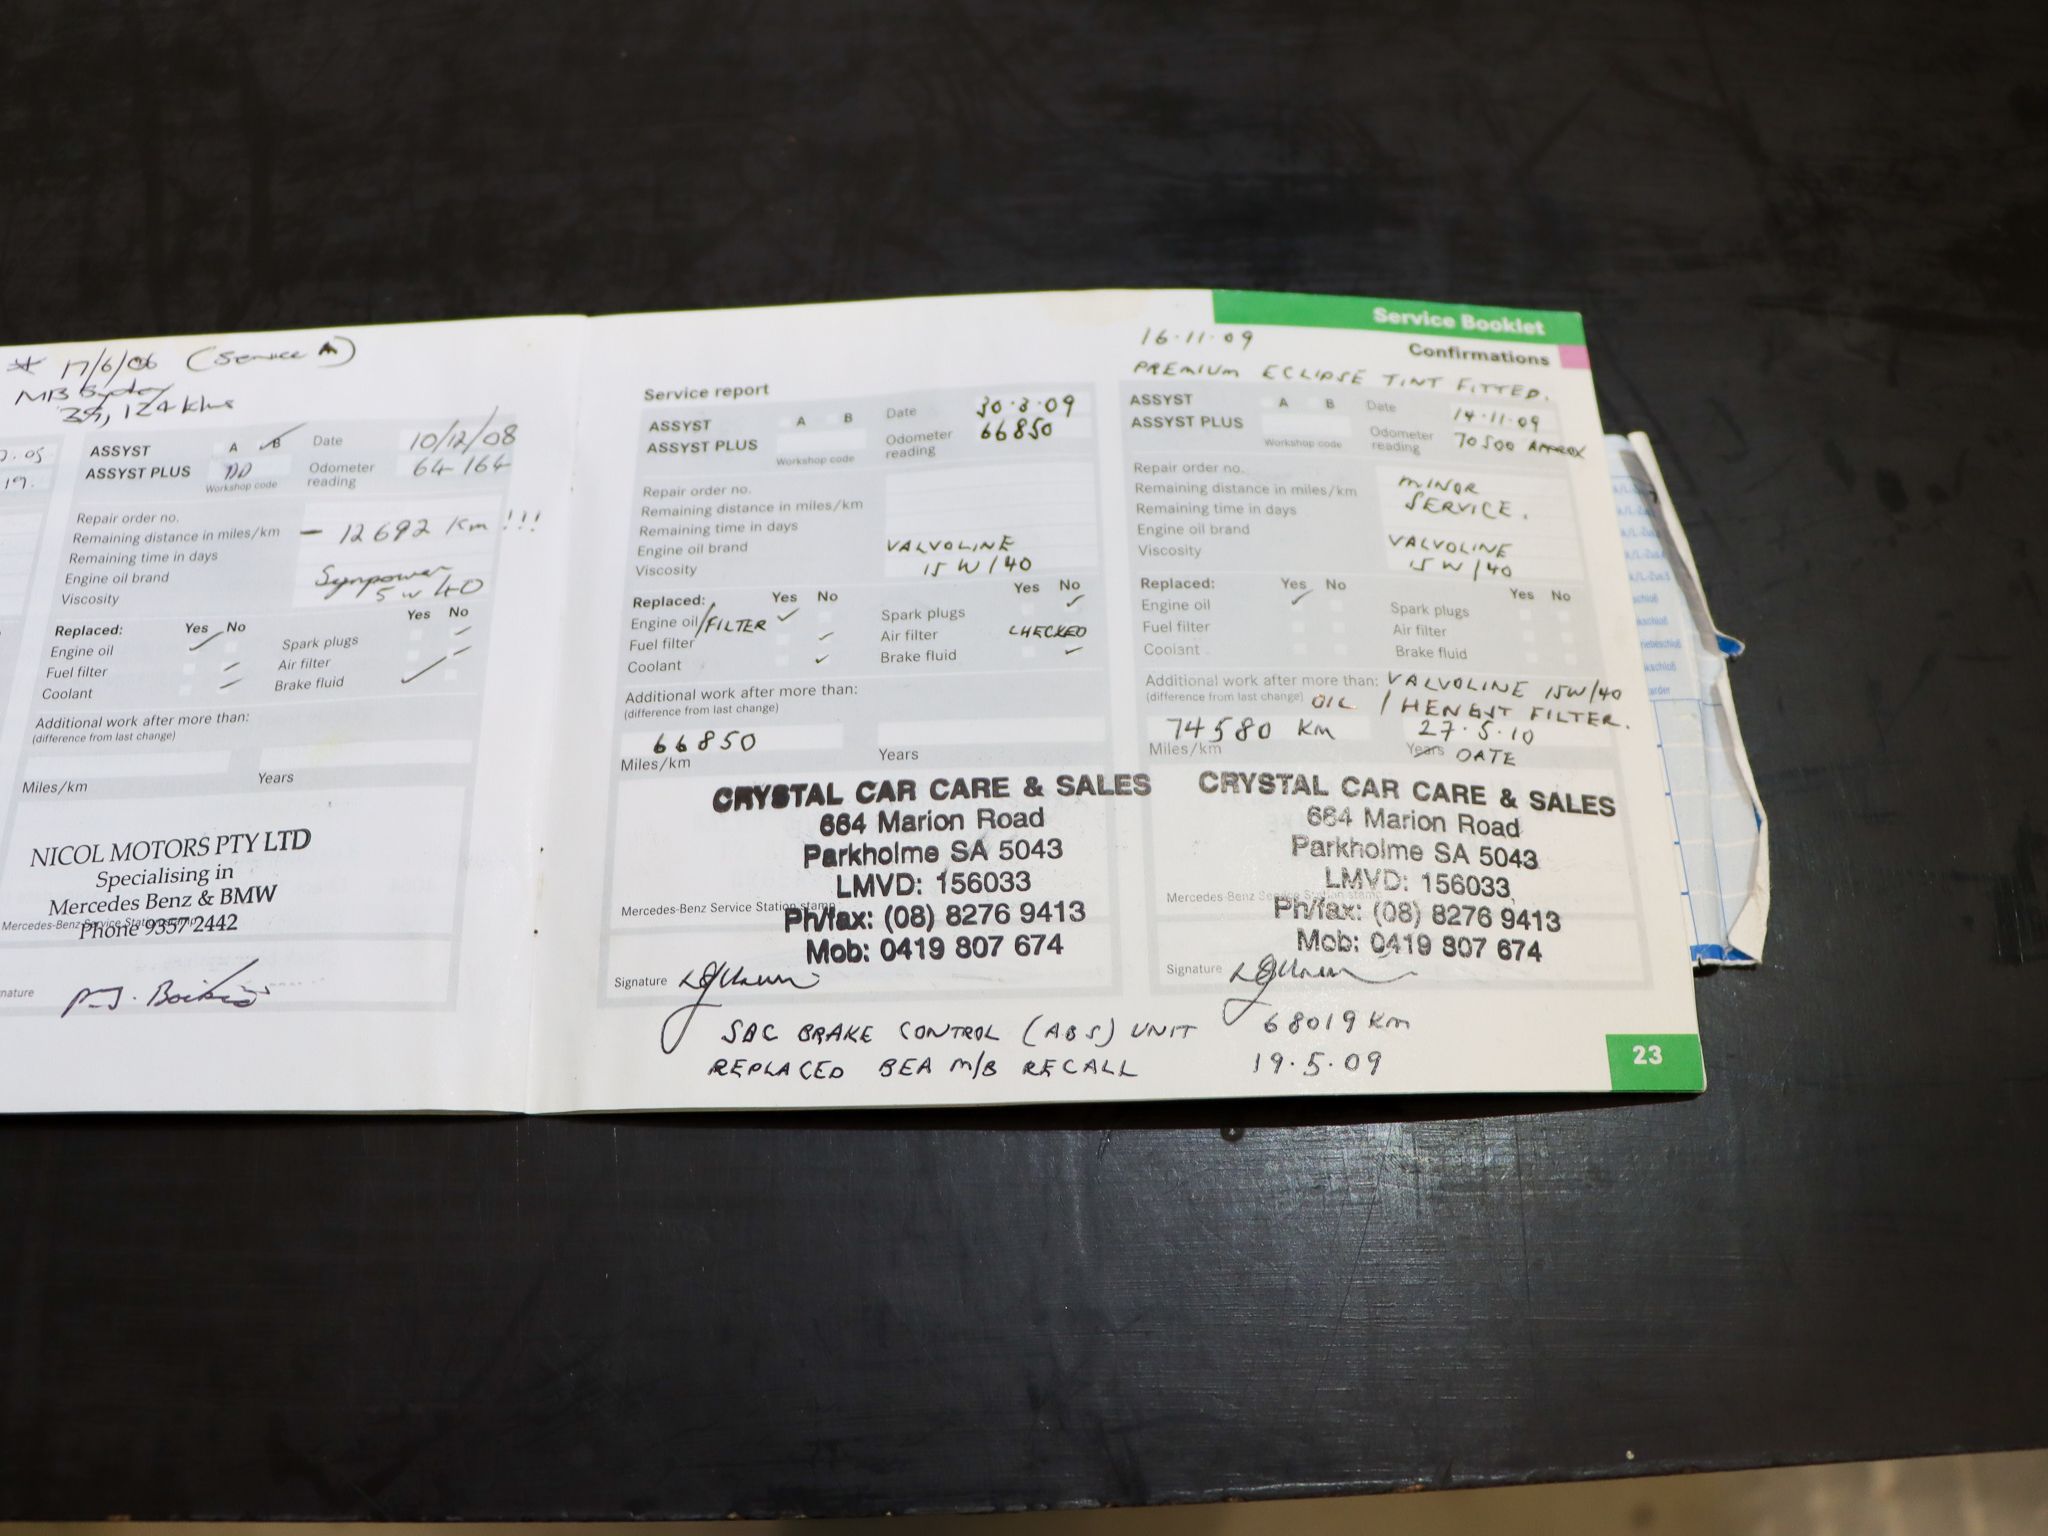 Service Booklet
Confirmations
* 17/6/06 (Service A)
MB Sydney
39, 124 klms
ASSYST A B Date 10/12/08
ASSYST PLUS DD Odometer reading 64164
Workshop code
Repair order no.
Remaining distance in miles/km - 12692 Km !!!
Remaining time in days
Engine oil brand Synpower
Viscosity 5w40
Replaced: Yes No Yes No
Engine oil ✓ Spark plugs ✓
Fuel filter ✓ Air filter ✓
Coolant ✓ Brake fluid ✓
Additional work after more than:
(difference from last change)
Miles/km Years
NICOL MOTORS PTY LTD
Specialising in
Mercedes Benz & BMW
Mercedes-Benz Service Station stamp
Phone 9357 2442
Service report
ASSYST A B Date 30.3.09
ASSYST PLUS Odometer reading 66850
Workshop code
Repair order no.
Remaining distance in miles/km
Remaining time in days
Engine oil brand VALVOLINE
Viscosity 15W/40
Replaced: Yes No Yes No
Engine oil/FILTER ✓ Spark plugs ✓
Fuel filter ✓ Air filter CHECKED
Coolant ✓ Brake fluid ✓
Additional work after more than:
(difference from last change)
66850
Miles/km Years
CRYSTAL CAR CARE & SALES
664 Marion Road
Parkholme SA 5043
LMVD: 156033
Mercedes-Benz Service Station stamp
Ph/fax: (08) 8276 9413
Mob: 0419 807 674
Signature
16.11.09
PREMIUM ECLIPSE TINT FITTED.
ASSYST A B Date 14.11.09
ASSYST PLUS Odometer reading 70500 APPROX
Workshop code
Repair order no. MINOR
Remaining distance in miles/km SERVICE.
Remaining time in days
Engine oil brand VALVOLINE
Viscosity 15W/40
Replaced: Yes No Yes No
Engine oil ✓ Spark plugs
Fuel filter Air filter
Coolant Brake fluid
Additional work after more than: VALVOLINE 15W/40
(difference from last change) OIL / HENGST FILTER.
74580 KM 27.5.10
Miles/km Years DATE
CRYSTAL CAR CARE & SALES
664 Marion Road
Parkholme SA 5043
LMVD: 156033
Mercedes-Benz Service Station stamp
Ph/fax: (08) 8276 9413
Mob: 0419 807 674
Signature
SBC BRAKE CONTROL (ABS) UNIT 68019 KM
REPLACED BEA M/B RECALL 19.5.09
23